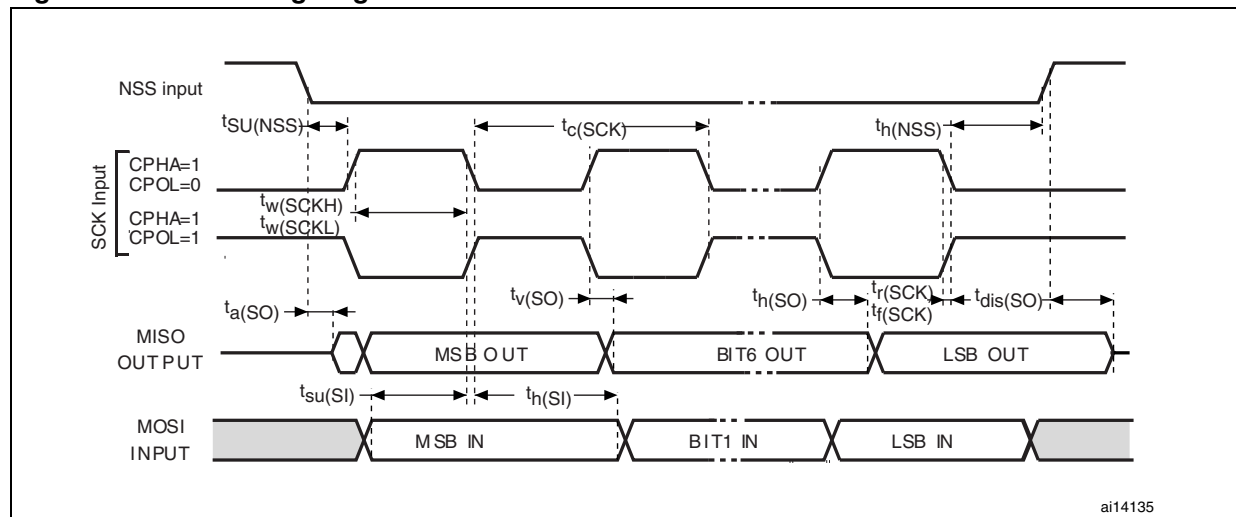 NSS input
tSU(NSS)
tc(SCK)
th(NSS)
SCK Input
CPHA=1
CPOL=0
tw(SCKH)
tw(SCKL)
CPHA=1
CPOL=1
ta(SO)
tv(SO)
th(SO)
tr(SCK)
tf(SCK)
tdis(SO)
MISO
OUTPUT
MSB OUT
BIT6 OUT
LSB OUT
tsu(SI)
th(SI)
MOSI
INPUT
MSB IN
BIT1 IN
LSB IN
ai14135